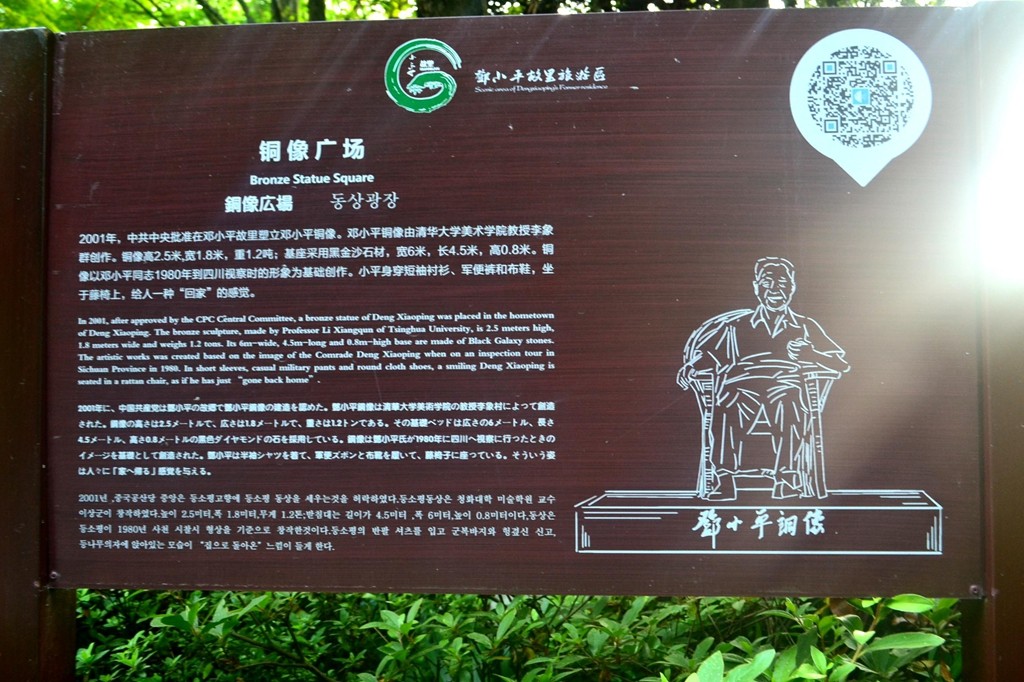 鄧小平故里旅游区
Scenic area of Dengxiaoping's Former residence
铜像广场
Bronze Statue Square
銅像広場 동상광장
2001年，中共中央批准在邓小平故里塑立邓小平铜像。邓小平铜像由清华大学美术学院教授李象
群创作。铜像高2.5米,宽1.8米，重1.2吨；基座采用黑金沙石材，宽6米，长4.5米，高0.8米。铜
像以邓小平同志1980年到四川视察时的形象为基础创作。小平身穿短袖衬衫、军便裤和布鞋，坐
于藤椅上，给人一种“回家”的感觉。
In 2001, after approved by the CPC Central Committee, a bronze statue of Deng Xiaoping was placed in the hometown
of Deng Xiaoping. The bronze sculpture, made by Professor Li Xiangqun of Tsinghua University, is 2.5 meters high,
1.8 meters wide and weighs 1.2 tons. Its 6m-wide, 4.5m-long and 0.8m-high base are made of Black Galaxy stones.
The artistic works was created based on the image of the Comrade Deng Xiaoping when on an inspection tour in
Sichuan Province in 1980. In short sleeves, casual military pants and round cloth shoes, a smiling Deng Xiaoping is
seated in a rattan chair, as if he has just “gone back home”.
2001年に、中国共産党は鄧小平の故郷で鄧小平銅像の建造を認めた。鄧小平銅像は清華大学美術学院の教授李象村によって創造
された。銅像の高さは2.5メートルで、広さは1.8メートルで、重さは1.2トンである。その基礎ベッドは広さの6メートル、長さ
4.5メートル、高さ0.8メートルの黒色ダイヤモンドの石を採用している。銅像は鄧小平氏が1980年に四川へ視察に行ったときの
イメージを基礎として創造された。鄧小平は半袖シャツを着て、軍便ズボンと布靴を履いて、藤椅子に座っている。そういう姿
は人々に「家へ帰る」感覚を与える。
2001년 ,중국공산당 중앙은 등소평고향에 등소평 동상을 세우는것을 허락하였다.등소평동상은 청화대학 미술학원 교수
이상군이 창작하였다.높이 2.5미터,폭 1.8미터,무게 1.2톤;받침대는 길이가 4.5미터 ,폭 6미터,높이 0.8미터이다.동상은
등소평이 1980년 사천 시찰시 형상을 기준으로 창작한것이다.등소평의 반팔 셔츠를 입고 군복바지와 헝겊신 신고,
등나무의자에 앉아있는 모습이 “집으로 돌아온”느낌이 들게 한다.
鄧小平铜像